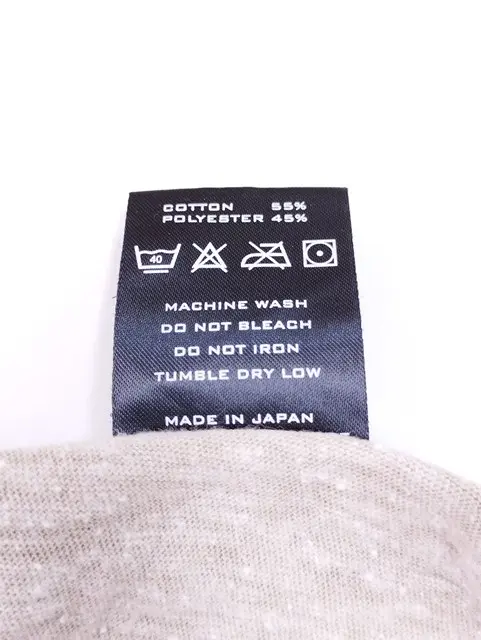 COTTON 55%
POLYESTER 45%
40
MACHINE WASH
DO NOT BLEACH
DO NOT IRON
TUMBLE DRY LOW
MADE IN JAPAN